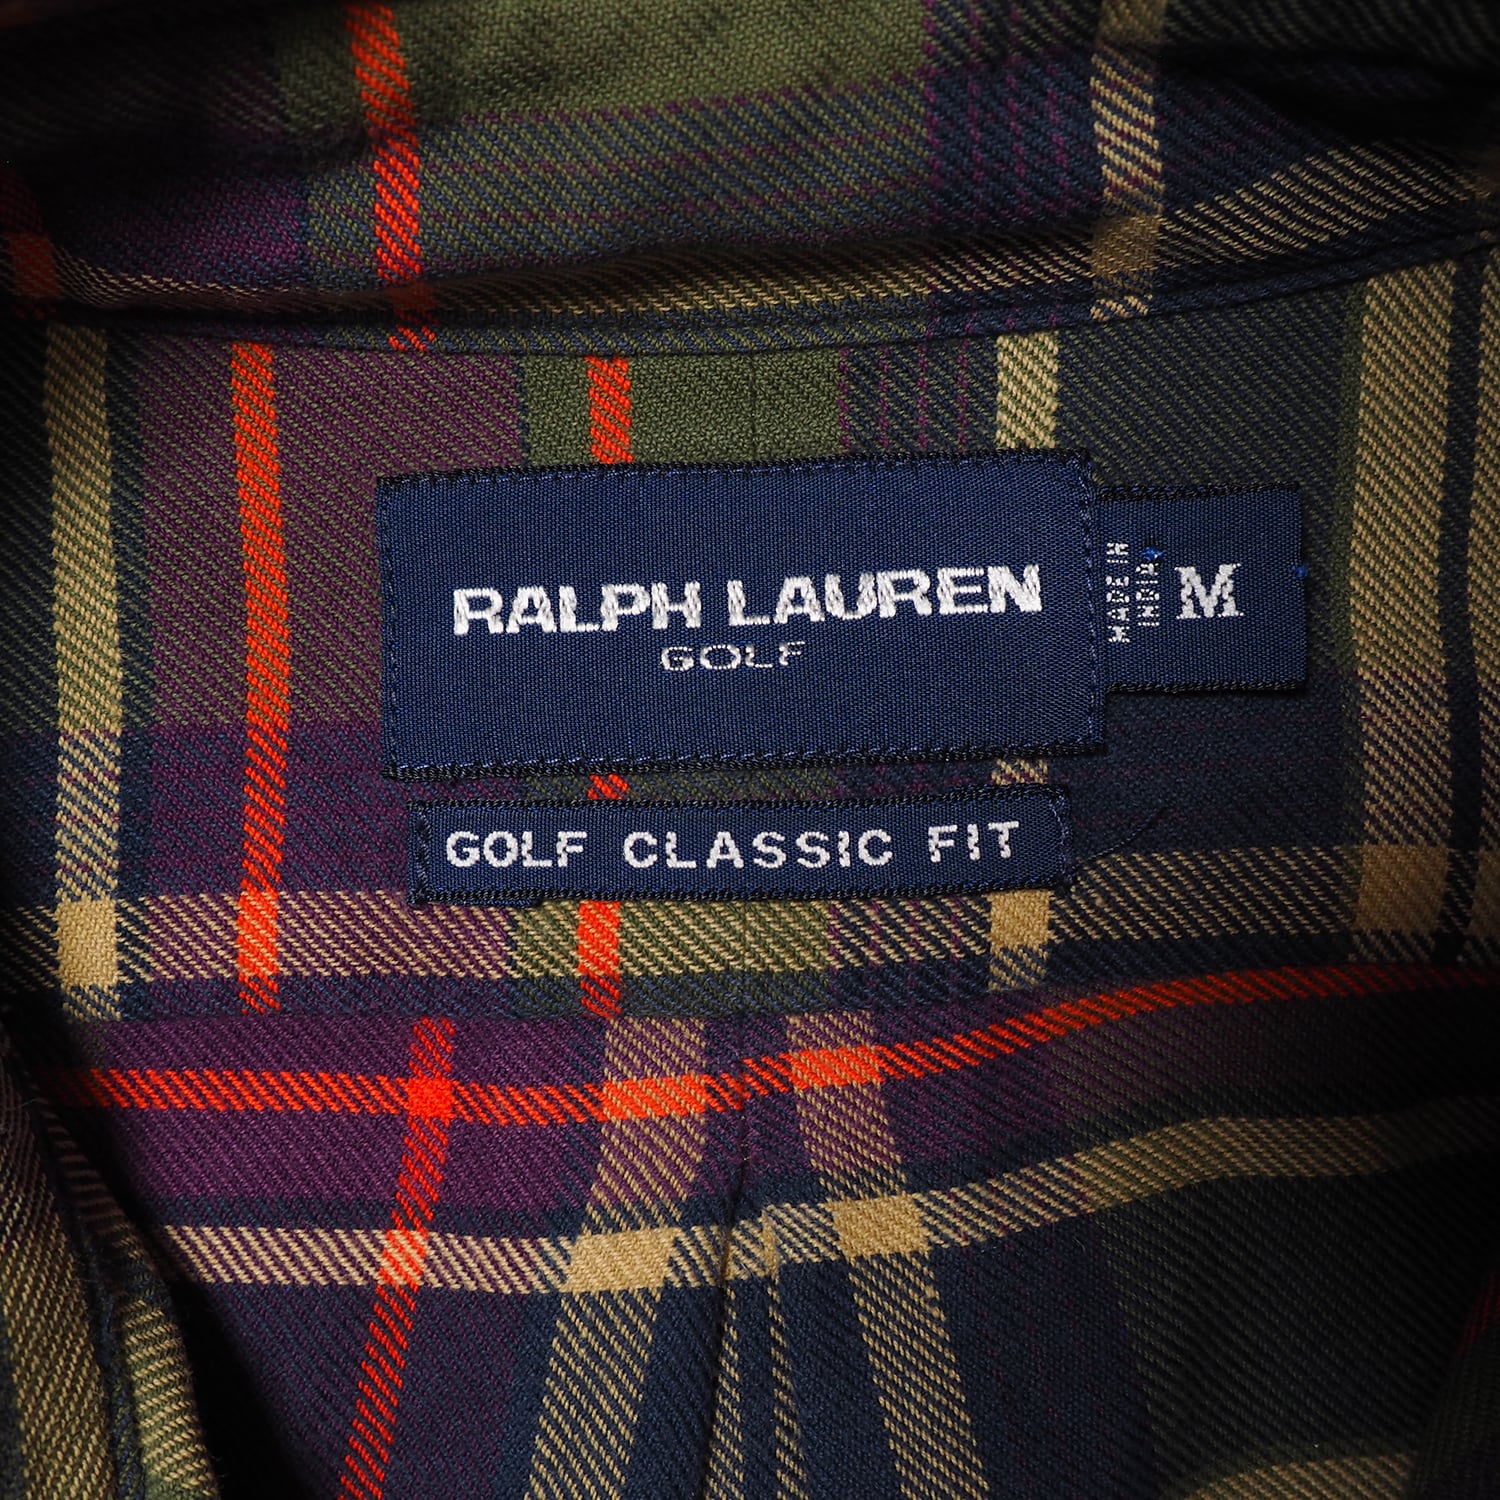 RALPH LAUREN
GOLF
MADE IN
INDIA
M
GOLF CLASSIC FIT